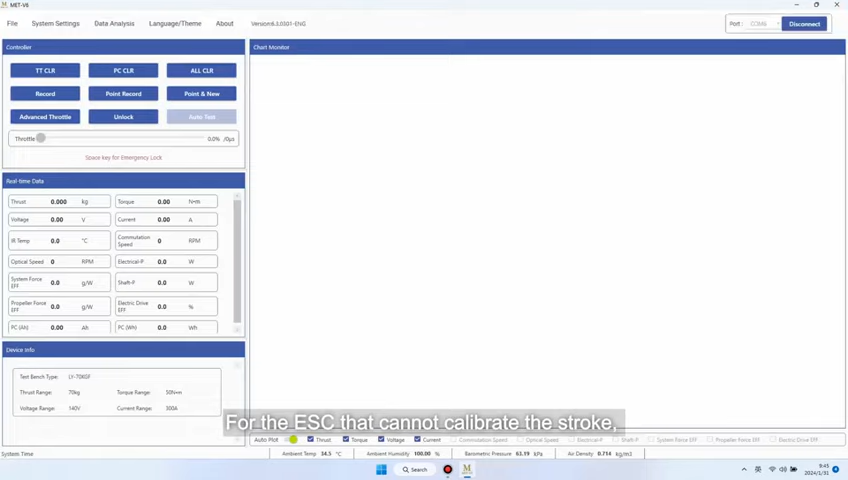 MET-V6
File System Settings Data Analysis Language/Theme About Version:6.3.0101-ENG Port : COM6 Disconnect
Controller
TT CLR PC CLR ALL CLR
Record Point Record Point & New
Advanced Throttle Unlock Auto Test
Throttle 0.0% /0μs
Space key for Emergency Lock
Real-time Data
Thrust 0.000 kg Torque 0.00 N•m
Voltage 0.00 V Current 0.00 A
IR Temp 0.0 °C Commutation Speed 0 RPM
Optical Speed 0 RPM Electrical-P 0.0 W
System Force EFF 0.0 g/W Shaft-P 0.0 W
Propeller Force EFF 0.0 g/W Electric Drive EFF 0.0 %
PC (Ah) 0.00 Ah PC (Wh) 0.0 Wh
Device Info
Test Bench Type: LY-70KGF
Thrust Range: 70kg Torque Range: 50N•m
Voltage Range: 140V Current Range: 300A
Chart Monitor
For the ESC that cannot calibrate the stroke,
Auto Plot Thrust Torque Voltage Current Commutation Speed Optical Speed Electrical-P Shaft-P System Force EFF Propeller Force EFF Electric Drive EFF
System Time Ambient Temp 34.5 °C Ambient Humidity 100.00 % Barometric Pressure 63.19 kPa Air Density 0.714 kg/m3
Search
英 9:45
2024/1/31